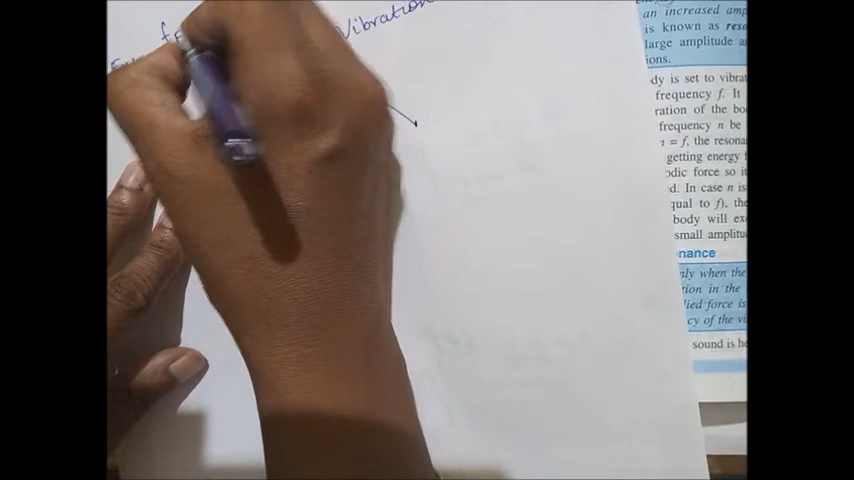 Vibration
an increased amp
is known as reso
large amplitude a
ions.
dy is set to vibrat
frequency f. It
ration of the bo
frequency n be
n = f, the reson
getting energy f
odic force so it
d. In case n is
qual to f), the
body will ex
small amplitu
nance
nly when the
tion in the
lied force is
cy of the vi
sound is he